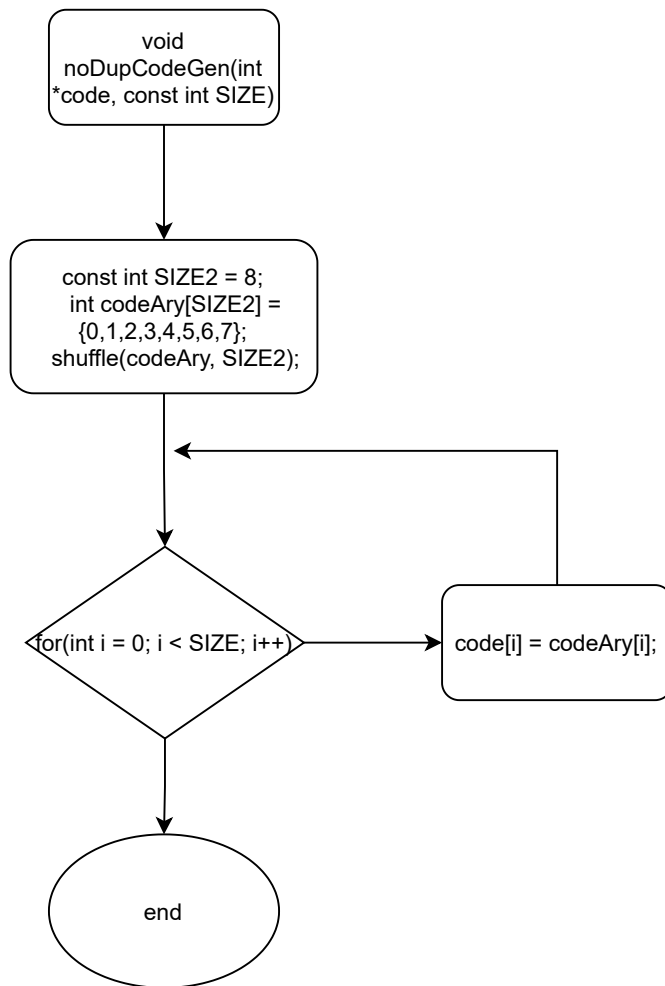 void
noDupCodeGen(int
*code, const int SIZE)
const int SIZE2 = 8;
int codeAry[SIZE2] =
{0,1,2,3,4,5,6,7};
shuffle(codeAry, SIZE2);
for(int i = 0; i < SIZE; i++)
code[i] = codeAry[i];
end